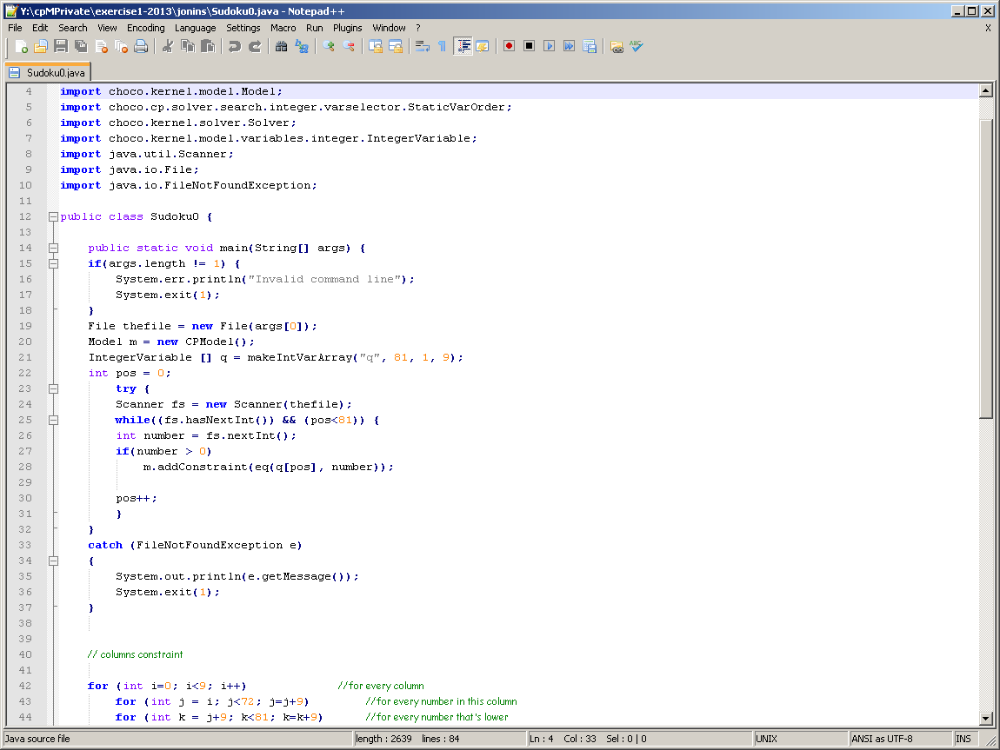 Y:\cpMPrivate\exercise1-2013\jonins\Sudoku0.java - Notepad++
File Edit Search View Encoding Language Settings Macro Run Plugins Window ? X
Sudoku0.java
4 import choco.kernel.model.Model;
5 import choco.cp.solver.search.integer.varselector.StaticVarOrder;
6 import choco.kernel.solver.Solver;
7 import choco.kernel.model.variables.integer.IntegerVariable;
8 import java.util.Scanner;
9 import java.io.File;
10 import java.io.FileNotFoundException;
11
12 public class Sudoku0 {
13
14 public static void main(String[] args) {
15 if(args.length != 1) {
16 System.err.println("Invalid command line");
17 System.exit(1);
18 }
19 File thefile = new File(args[0]);
20 Model m = new CPModel();
21 IntegerVariable [] q = makeIntVarArray("q", 81, 1, 9);
22 int pos = 0;
23 try {
24 Scanner fs = new Scanner(thefile);
25 while((fs.hasNextInt()) && (pos<81)) {
26 int number = fs.nextInt();
27 if(number > 0)
28 m.addConstraint(eq(q[pos], number));
29
30 pos++;
31 }
32 }
33 catch (FileNotFoundException e)
34 {
35 System.out.println(e.getMessage());
36 System.exit(1);
37 }
38
39
40 // columns constraint
41
42 for (int i=0; i<9; i++) //for every column
43 for (int j = i; j<72; j=j+9) //for every number in this column
44 for (int k = j+9; k<81; k=k+9) //for every number that's lower
Java source file length : 2639 lines : 84 Ln : 4 Col : 33 Sel : 0 | 0 UNIX ANSI as UTF-8 INS